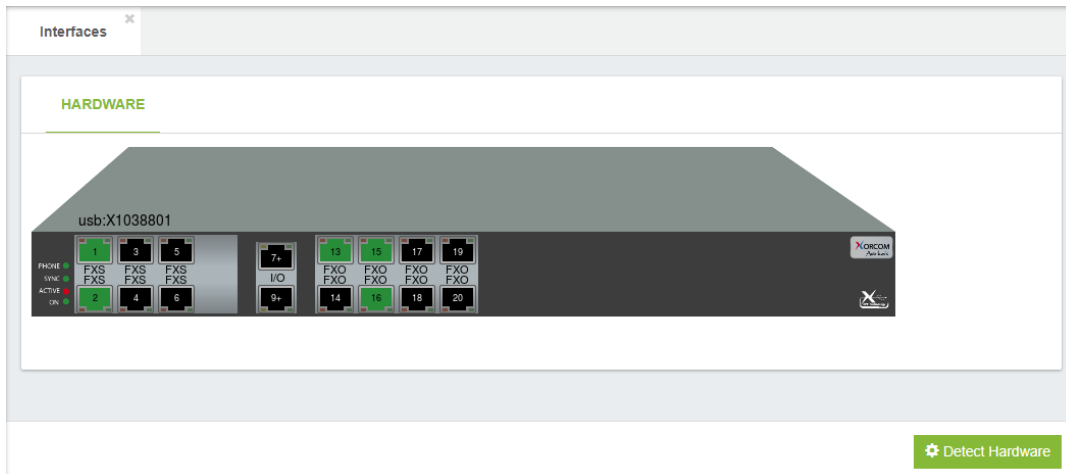 Interfaces
HARDWARE
usb:X1038801
1 3 5
7+
13 15 17 19
XORCOM
PHONE
FXS FXS FXS
FXO FXO FXO FXO
SYNC
FXS FXS FXS
I/O
FXO FXO FXO FXO
ACTIVE
2 4 6
9+
14 16 18 20
ON
Detect Hardware